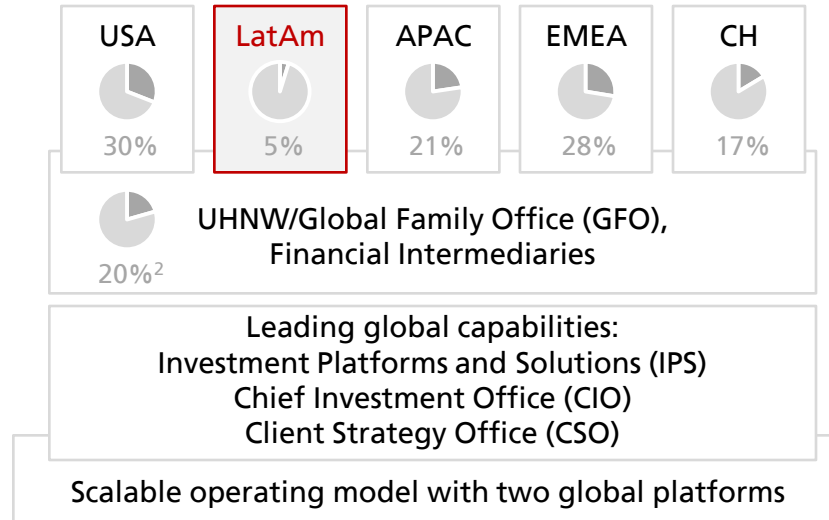 USA LatAm APAC EMEA CH
30% 5% 21% 28% 17%
UHNW/Global Family Office (GFO),
Financial Intermediaries
20%2
Leading global capabilities:
Investment Platforms and Solutions (IPS)
Chief Investment Office (CIO)
Client Strategy Office (CSO)
Scalable operating model with two global platforms